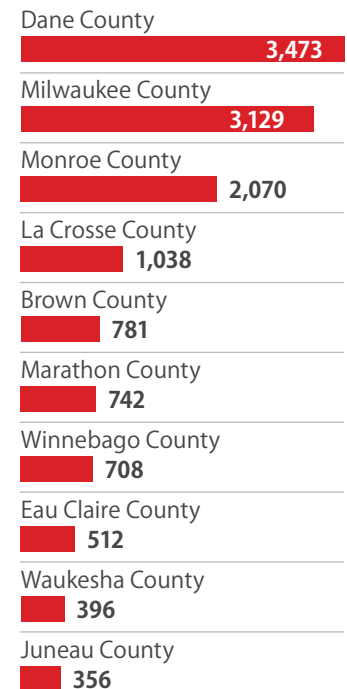 Dane County
3,473
Milwaukee County
3,129
Monroe County
2,070
La Crosse County
1,038
Brown County
781
Marathon County
742
Winnebago County
708
Eau Claire County
512
Waukesha County
396
Juneau County
356